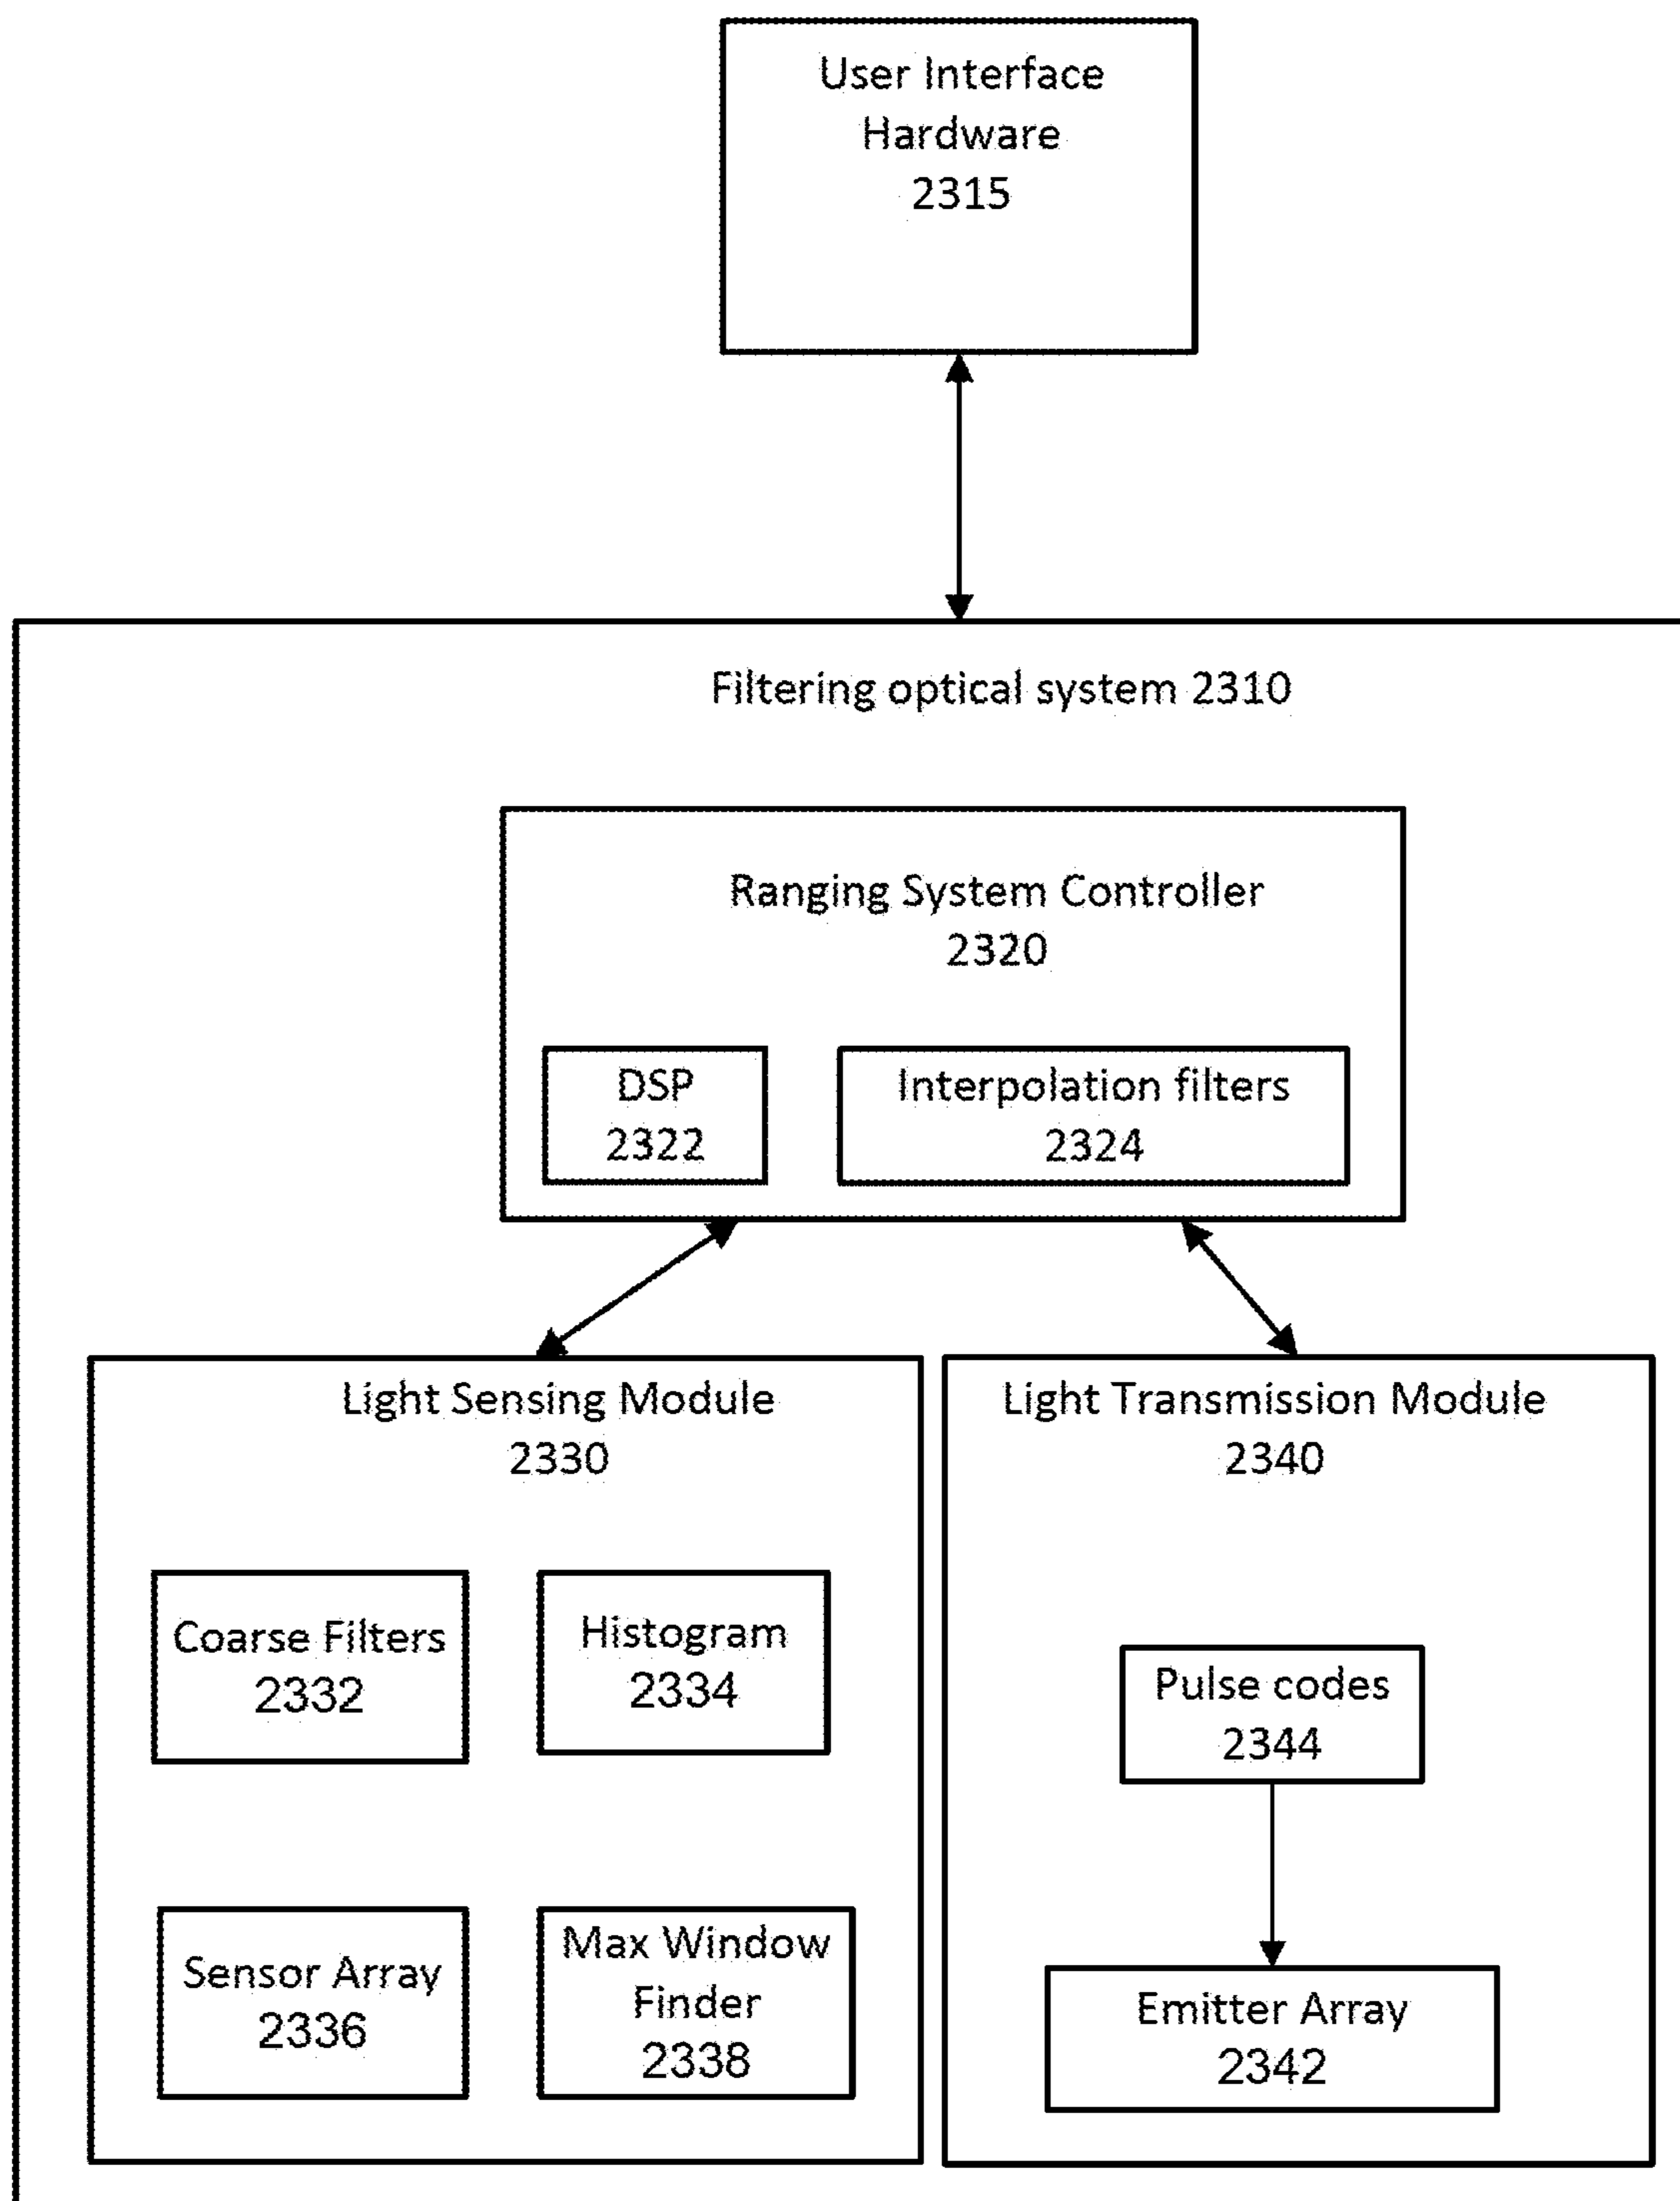 User Interface
Hardware
2315
Filtering optical system 2310
Ranging System Controller
2320
DSP
2322
Interpolation filters
2324
Light Sensing Module
2330
Coarse Filters
2332
Histogram
2334
Sensor Array
2336
Max Window
Finder
2338
Light Transmission Module
2340
Pulse codes
2344
Emitter Array
2342